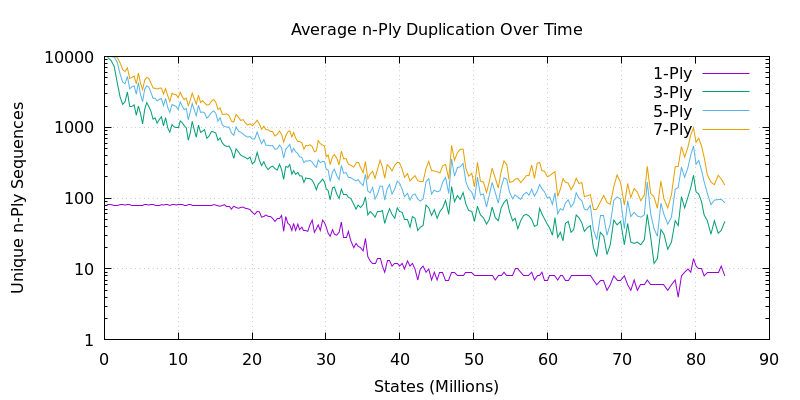 Average n-Ply Duplication Over Time
Unique n-Ply Sequences
10000
1000
100
10
1
1-Ply
3-Ply
5-Ply
7-Ply
0 10 20 30 40 50 60 70 80 90
States (Millions)